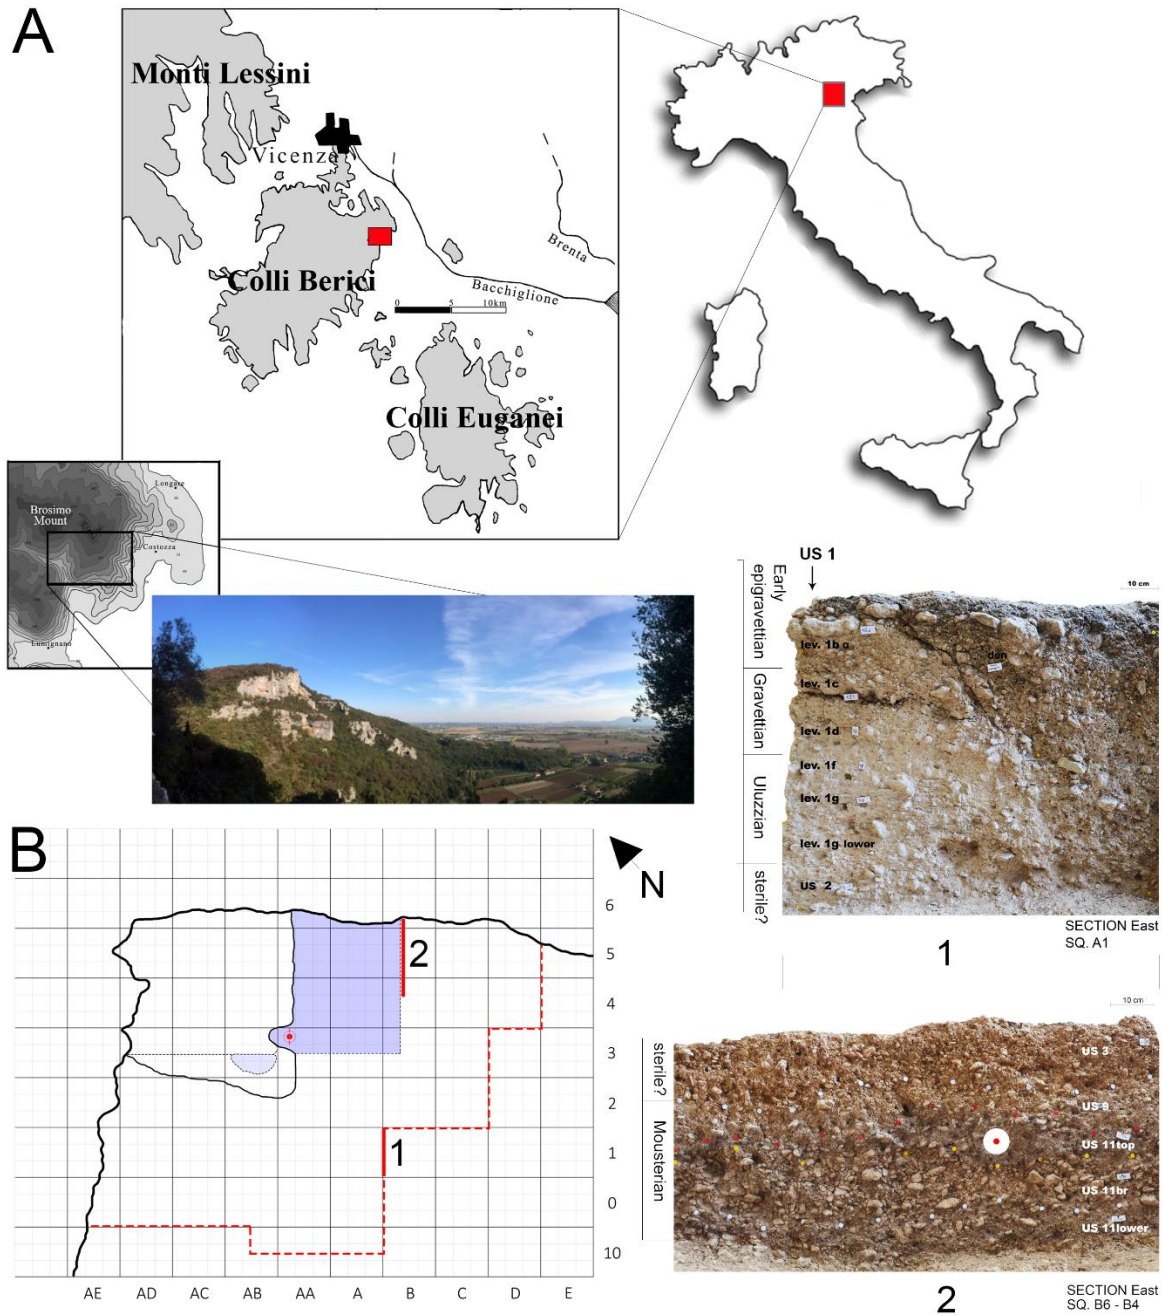 A
Monti Lessini
Vicenza
Colli Berici
Brenta
Bacchiglione
0 5 10km
Colli Euganei
Longare
Brosimo
Mount
Costozza
Lumignano
US 1
10 cm
Early
epigravettian
Gravettian
Uluzzian
sterile?
lev. 1b α
den
lev. 1c
lev. 1d
lev. 1f
lev. 1g
lev. 1g lower
US 2
SECTION East
SQ. A1
1
B
N
6
5
4
3
2
1
0
10
2
1
AE AD AC AB AA A B C D E
10 cm
sterile?
Mousterian
US 3
US 9
US 11top
US 11br
US 11lower
2
SECTION East
SQ. B6 - B4